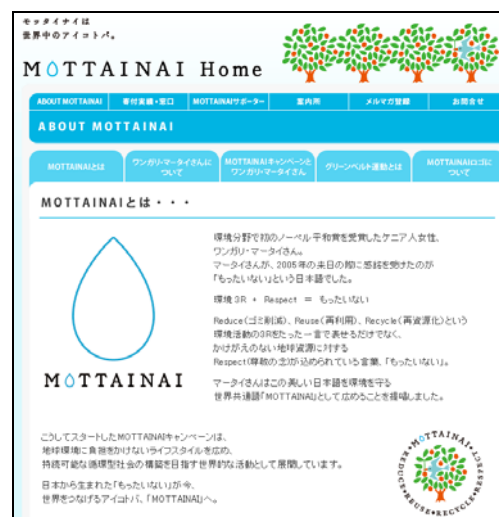 モッタイナイは
世界中のアイコトバ。
MOTTAINAI Home
ABOUT MOTTAINAI 寄付実績・窓口 MOTTAINAIサポーター 案内所 メルマガ登録 お問合せ
ABOUT MOTTAINAI
MOTTAINAIとは
ワンガリ・マータイさんに
ついて
MOTTAINAIキャンペーンと
ワンガリ・マータイさん
グリーンベルト運動とは
MOTTAINAIロゴに
ついて
MOTTAINAIとは・・・
環境分野で初のノーベル平和賞を受賞したケニア人女性、
ワンガリ・マータイさん。
マータイさんが、2005年の来日の際に感銘を受けたのが
「もったいない」という日本語でした。
環境 3R + Respect = もったいない
Reduce(ゴミ削減)、Reuse(再利用)、Recycle(再資源化)という
環境活動の3Rをたった一言で表せるだけでなく、
かけがえのない地球資源に対する
Respect(尊敬の念)が込められている言葉、「もったいない」。
マータイさんはこの美しい日本語を環境を守る
世界共通語「MOTTAINAI」として広めることを提唱しました。
MOTTAINAI
こうしてスタートしたMOTTAINAIキャンペーンは、
地球環境に負担をかけないライフスタイルを広め、
持続可能な循環型社会の構築を目指す世界的な活動として展開しています。
日本から生まれた「もったいない」が今、
世界をつなげるアイコトバ、「MOTTAINAI」へ。
MOTTAINAI・RESPECT・RECYCLE・REUSE・REDUCE